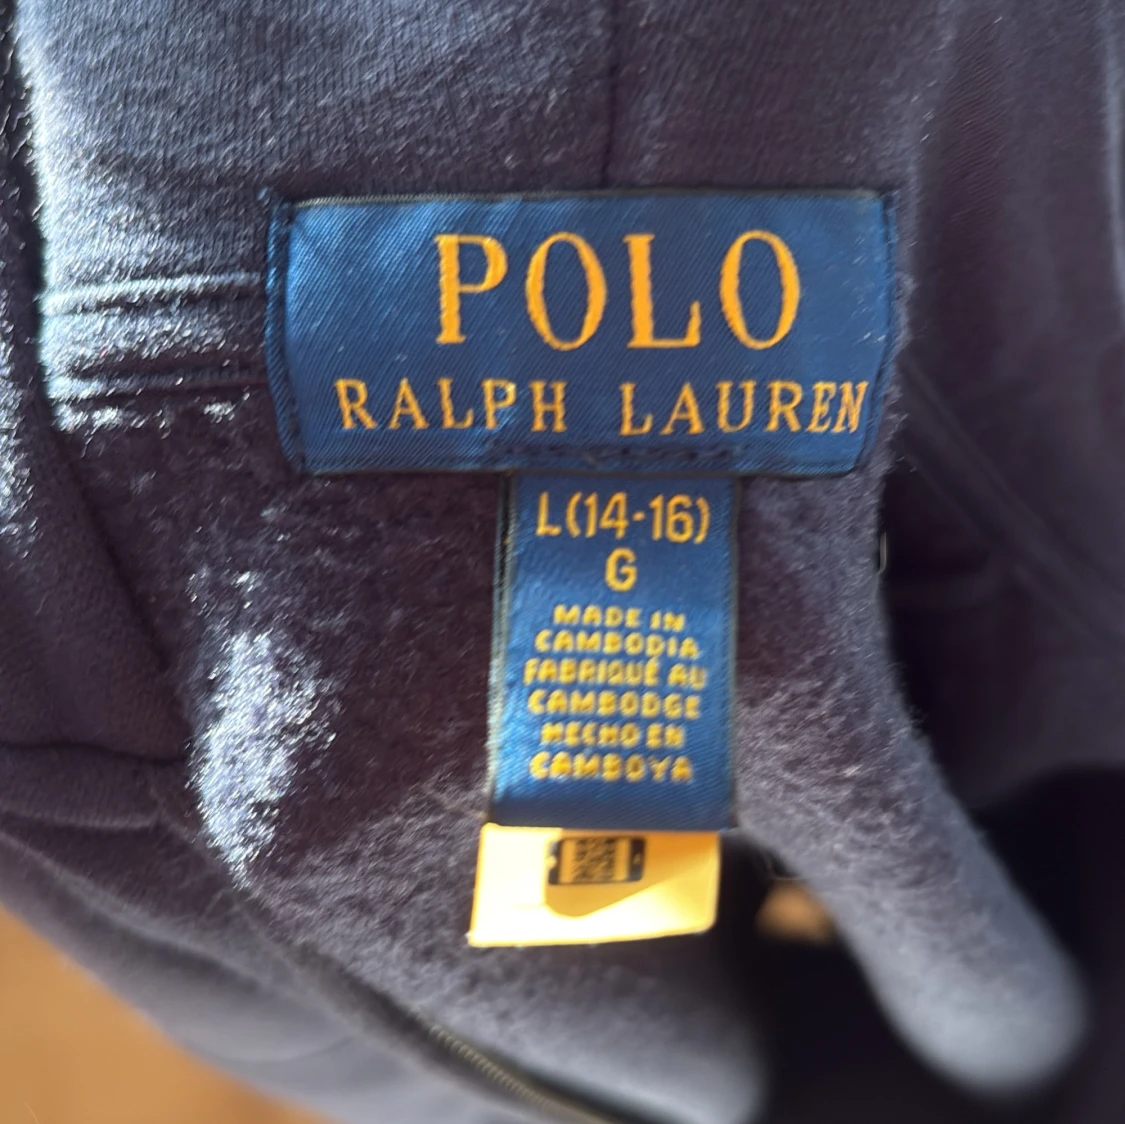 POLO
RALPH LAUREN
L(14-16)
G
MADE IN
CAMBODIA
FABRIQUÉ AU
CAMBODGE
HECHO EN
CAMBOYA